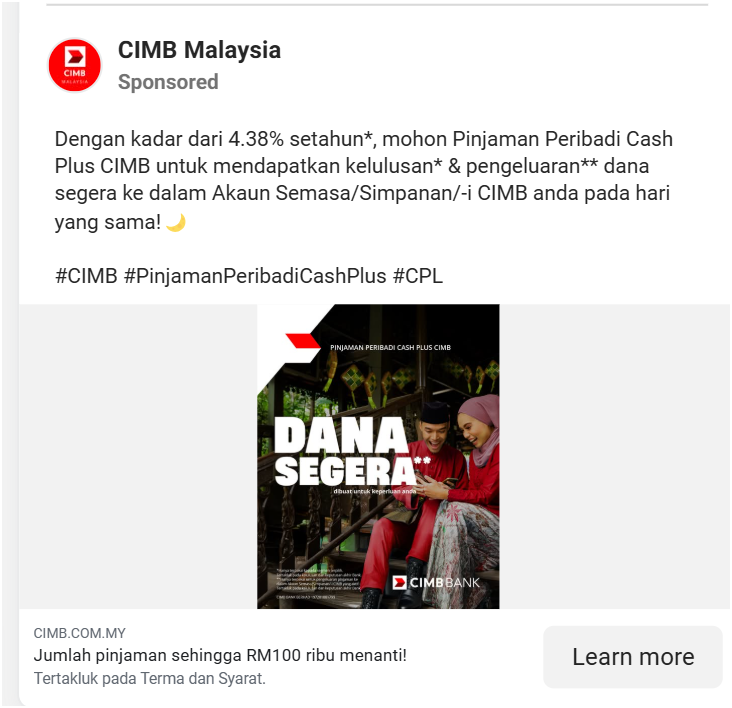 CIMB Malaysia
Sponsored
CIMB
MALAYSIA
Dengan kadar dari 4.38% setahun*, mohon Pinjaman Peribadi Cash
Plus CIMB untuk mendapatkan kelulusan* & pengeluaran** dana
segera ke dalam Akaun Semasa/Simpanan/-i CIMB anda pada hari
yang sama! 🌙
#CIMB #PinjamanPeribadiCashPlus #CPL
PINJAMAN PERIBADI CASH PLUS CIMB
DANA
SEGERA**
dibuat untuk keperluan anda
CIMB BANK
CIMB.COM.MY
Jumlah pinjaman sehingga RM100 ribu menanti!
Tertakluk pada Terma dan Syarat.
Learn more